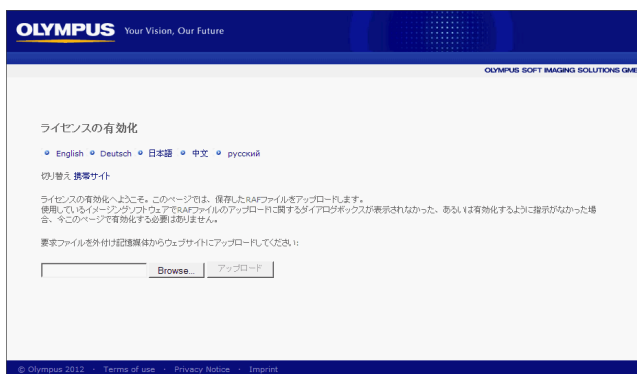 OLYMPUS Your Vision, Our Future
OLYMPUS SOFT IMAGING SOLUTIONS GM
ライセンスの有効化
English Deutsch 日本語 中文 русский
切り替え 携帯サイト
ライセンスの有効化へようこそ。このページでは、保存したRAFファイルをアップロードします。
使用しているイメージングソフトウェアでRAFファイルのアップロードに関するダイアログボックスが表示されなかった、あるいは有効化するように指示がなかった場
合、今このページで有効化する必要はありません。
要求ファイルを外付け記憶媒体からウェブサイトにアップロードしてください:
Browse... アップロード
© Olympus 2012 · Terms of use · Privacy Notice · Imprint